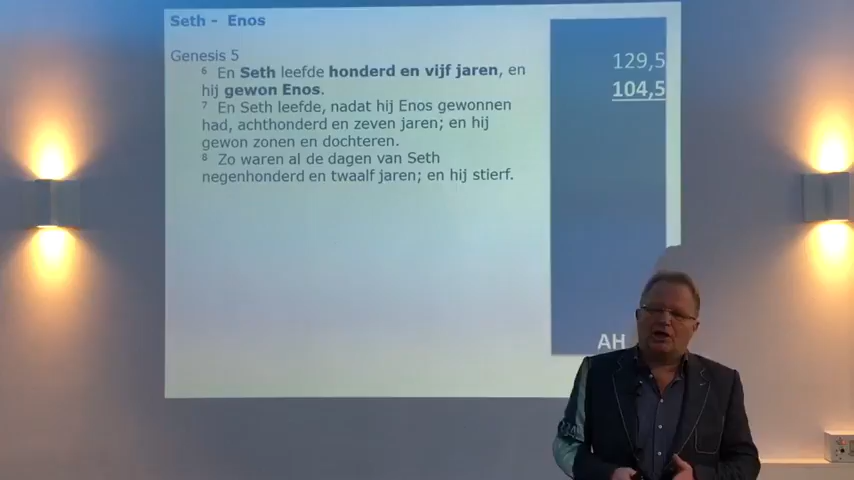 Seth - Enos
Genesis 5
6 En Seth leefde honderd en vijf jaren, en
hij gewon Enos.
7 En Seth leefde, nadat hij Enos gewonnen
had, achthonderd en zeven jaren; en hij
gewon zonen en dochteren.
8 Zo waren al de dagen van Seth
negenhonderd en twaalf jaren; en hij stierf.
129,5
104,5
AH